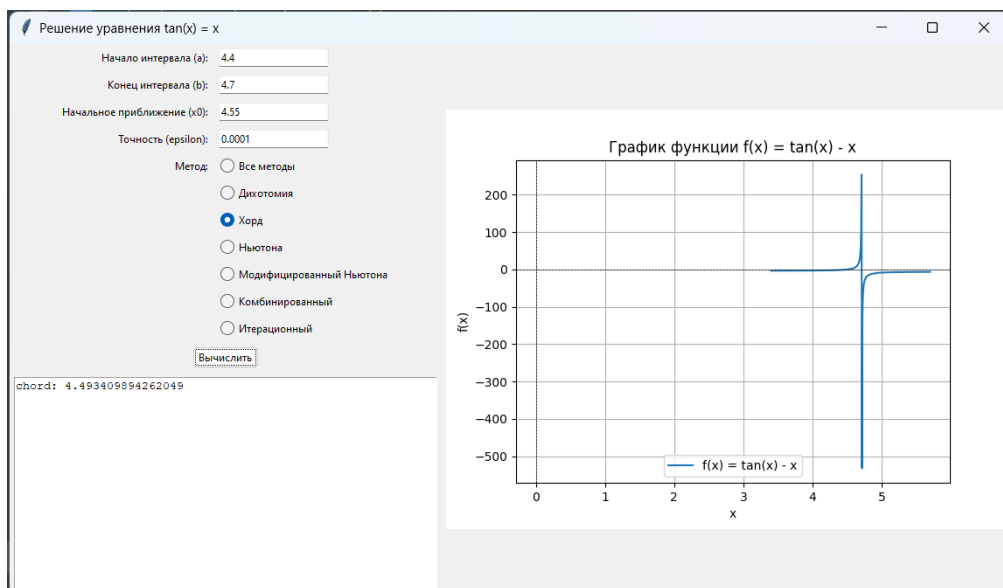 Решение уравнения tan(x) = x
Начало интервала (a): 4.4
Конец интервала (b): 4.7
Начальное приближение (x0): 4.55
Точность (epsilon): 0.0001
Метод: Все методы
Дихотомия
Хорд
Ньютона
Модифицированный Ньютона
Комбинированный
Итерационный
Вычислить
chord: 4.493409894262049
График функции f(x) = tan(x) - x
200
100
0
−100
−200
−300
−400
−500
f(x)
f(x) = tan(x) - x
0 1 2 3 4 5
x